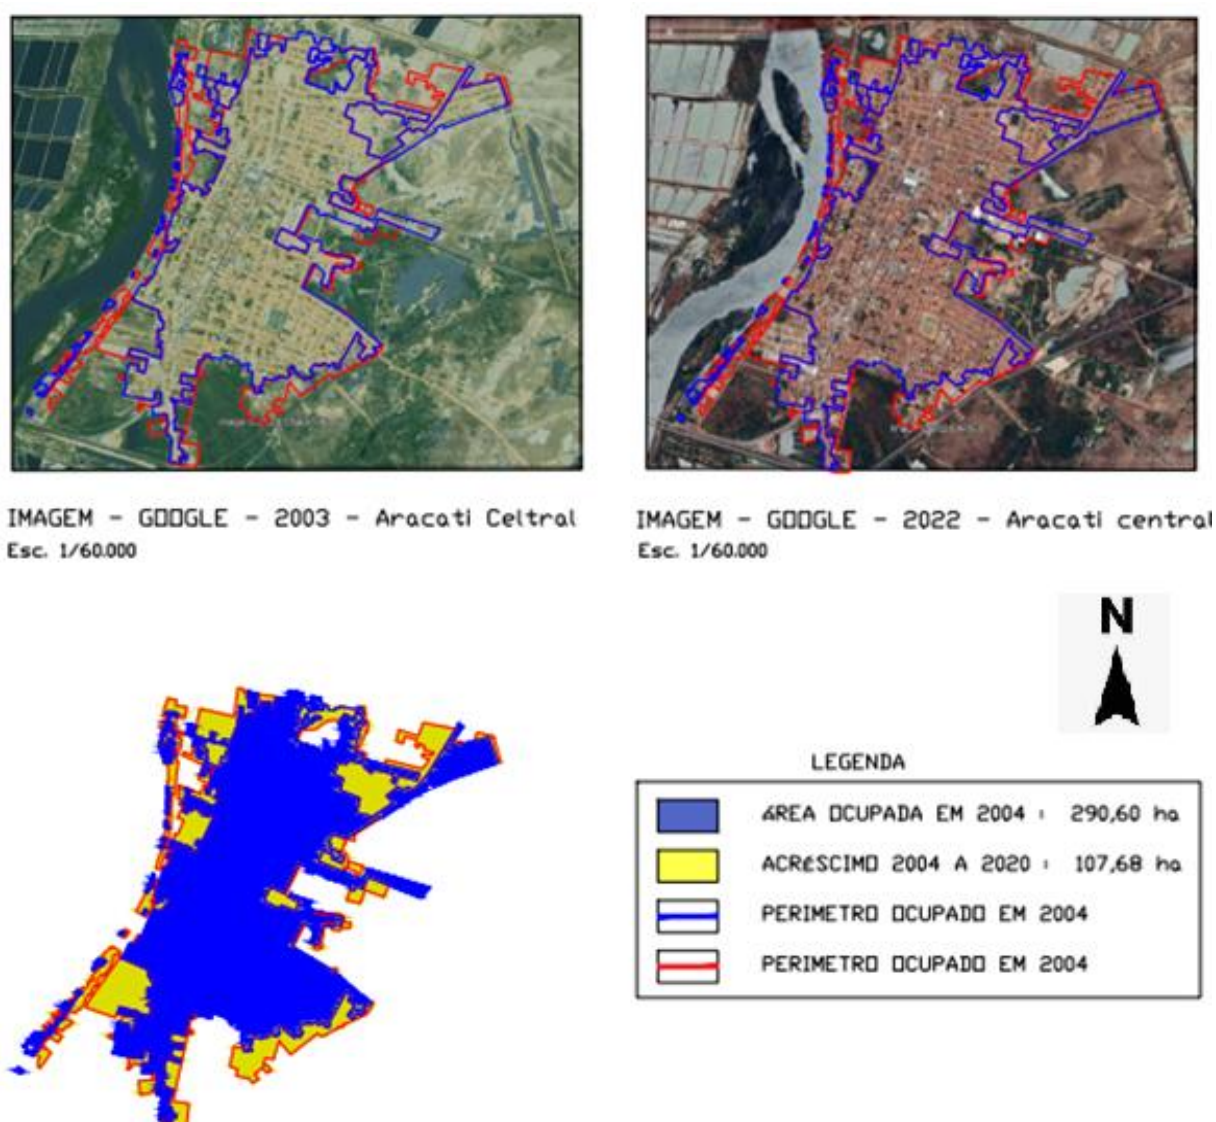 IMAGEM - GOOGLE - 2003 - Aracati Celtral
Esc. 1/60.000
IMAGEM - GOOGLE - 2022 - Aracati central
Esc. 1/60.000
N
LEGENDA
ÁREA OCUPADA EM 2004 : 290,60 ha
ACRÉSCIMO 2004 A 2020 : 107,68 ha
PERIMETRO OCUPADO EM 2004
PERIMETRO OCUPADO EM 2004